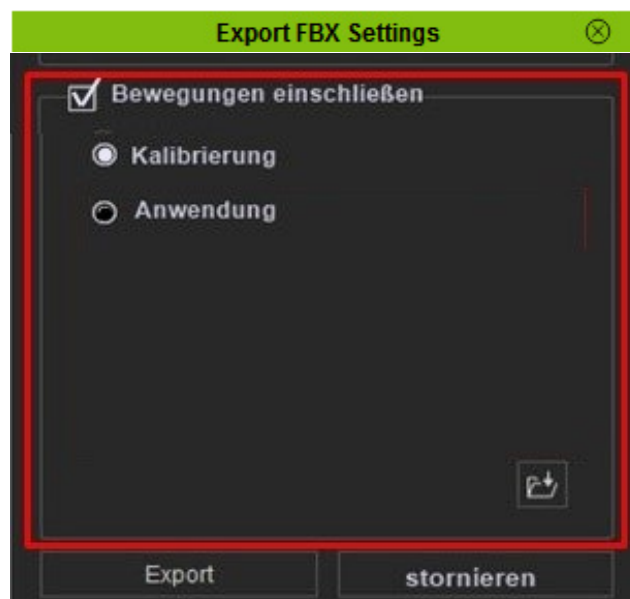 Export FBX Settings
Bewegungen einschließen
Kalibrierung
Anwendung
Export
stornieren